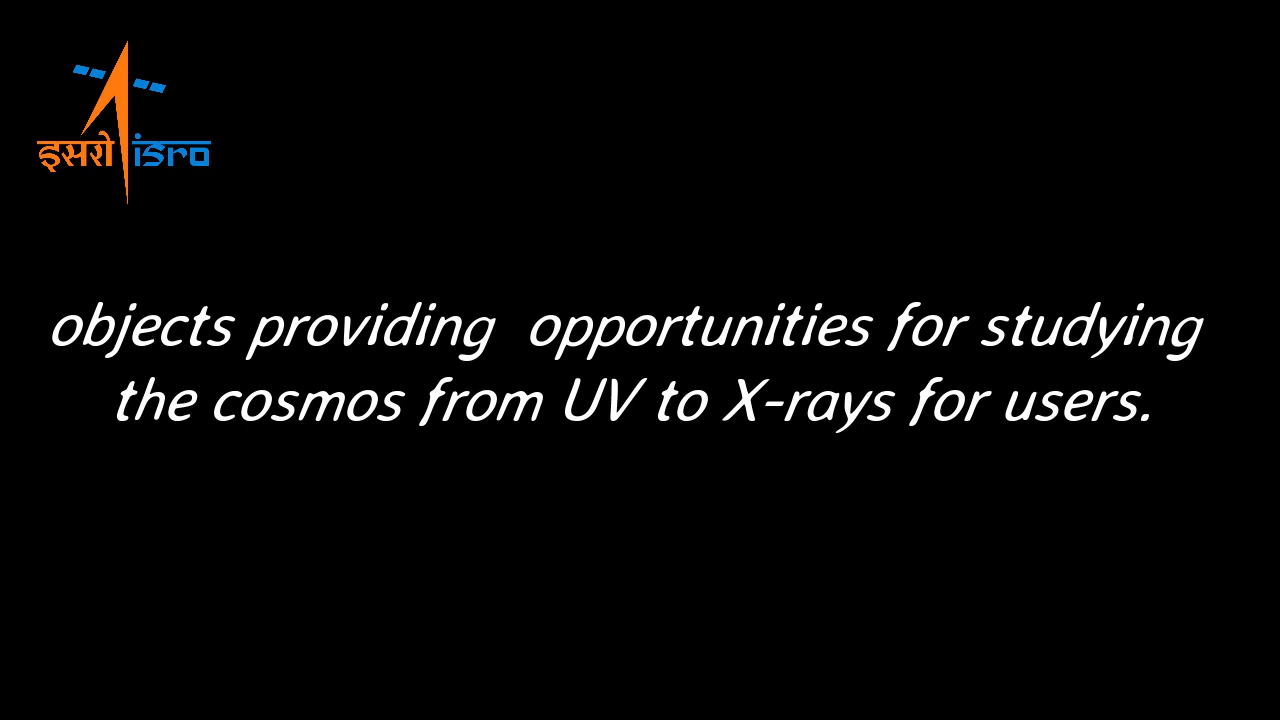 इसरो isro
objects providing  opportunities for studying
the cosmos from UV to X-rays for users.